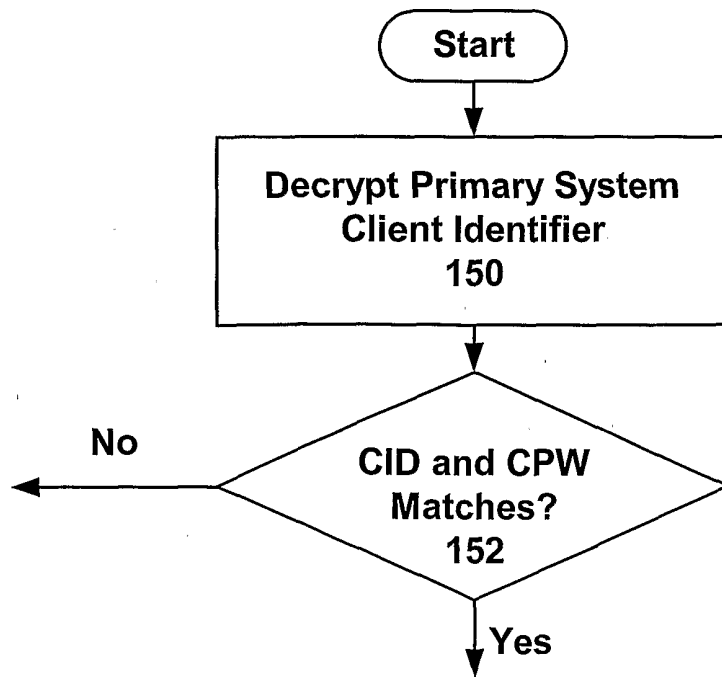 Start
Decrypt Primary System
Client Identifier
150
No
CID and CPW
Matches?
152
Yes